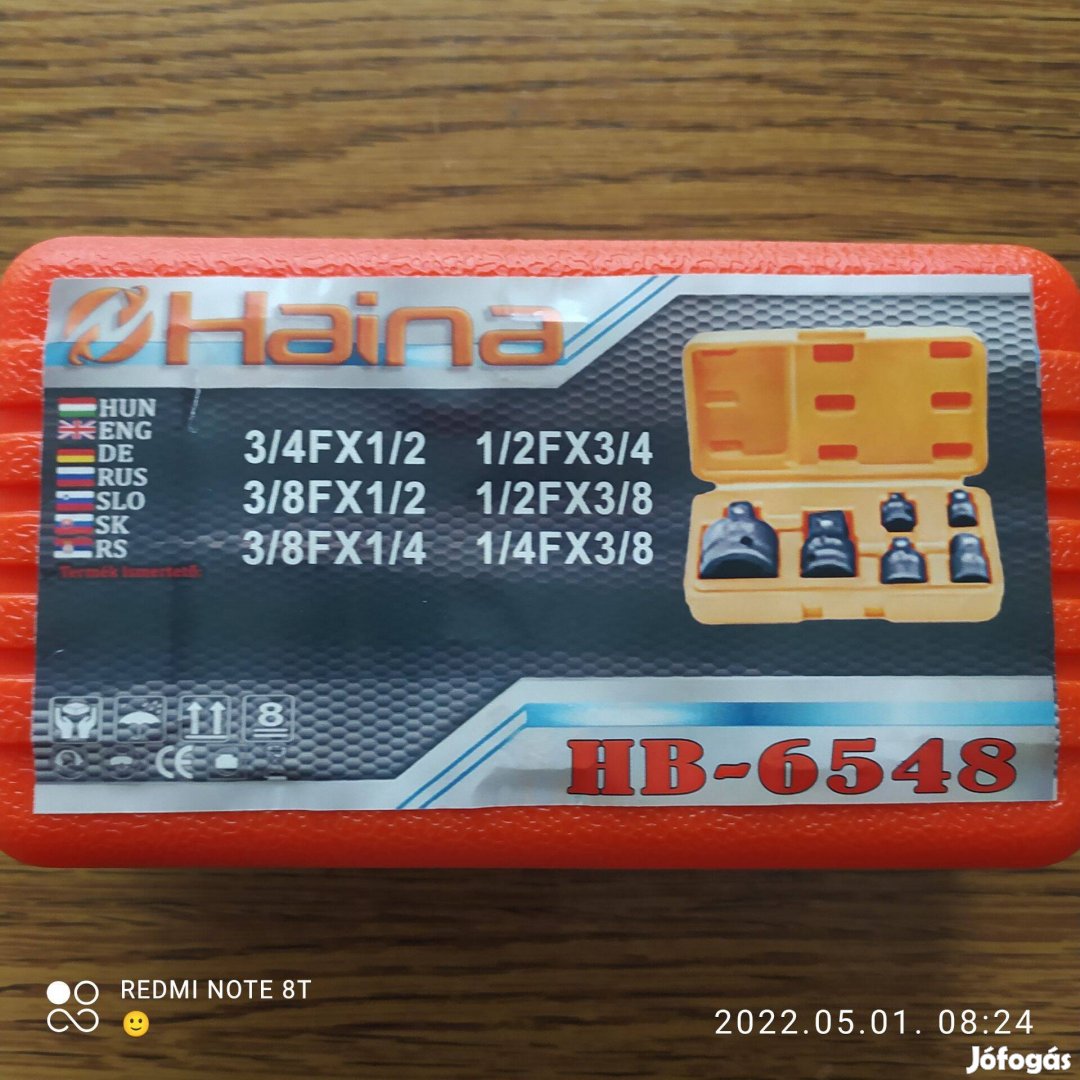 Haina
HUN
ENG
DE
RUS
SLO
SK
RS
Termék ismertető:
3/4FX1/2 1/2FX3/4
3/8FX1/2 1/2FX3/8
3/8FX1/4 1/4FX3/8
8
CE
HB-6548
REDMI NOTE 8T
2022.05.01. 08:24
Jófogás